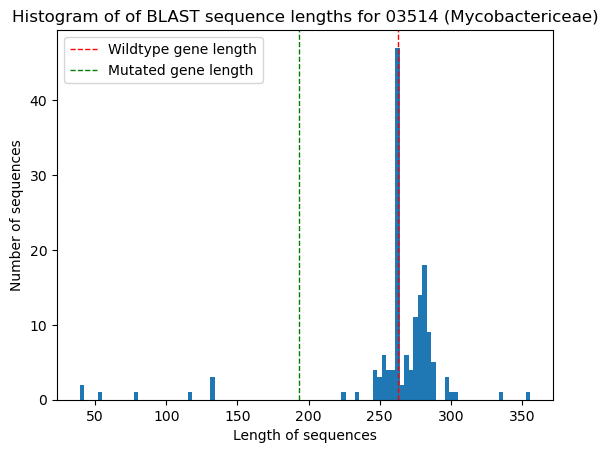 Histogram of of BLAST sequence lengths for 03514 (Mycobactericeae)
Wildtype gene length
Mutated gene length
Number of sequences
40
30
20
10
0
50
100
150
200
250
300
350
Length of sequences